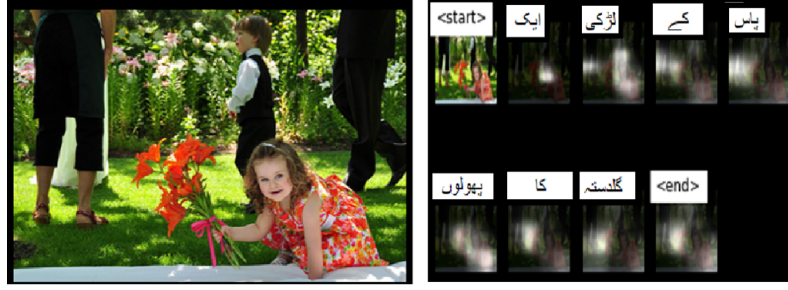 <start> ایک لڑکی کے پاس
پھولوں کا گلدستہ <end>